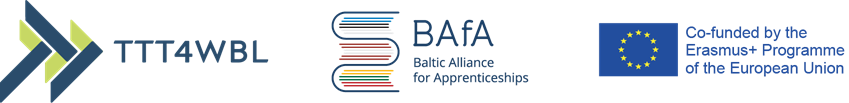 TTT4WBL
BAfA
Baltic Alliance
for Apprenticeships
Co-funded by the
Erasmus+ Programme
of the European Union